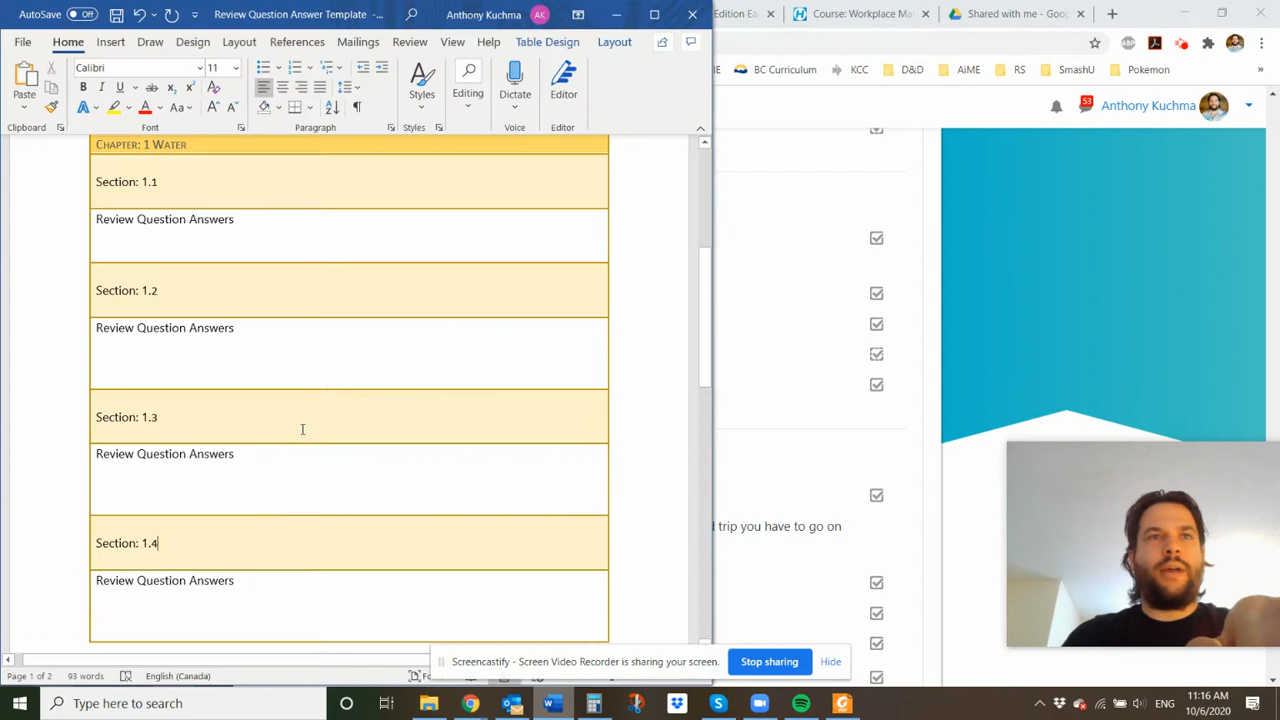 AutoSave Off Review Question Answer Template -... Anthony Kuchma AK
Edition Ea Course: Workplace Ma Shared with me - Goo
File Home Insert Draw Design Layout References Mailings Review View Help Table Design Layout
Calibri 11
Paste Styles Editing Dictate Editor
Clipboard Font Paragraph Styles Voice Editor
BC Curriculum KCC D&D AiME RS SmashU Pokemon
53 Anthony Kuchma
Chapter: 1 Water
Section: 1.1
Review Question Answers
Section: 1.2
Review Question Answers
Section: 1.3
Review Question Answers
Section: 1.4
Review Question Answers
trip you have to go on
Screencastify - Screen Video Recorder is sharing your screen. Stop sharing Hide
Page 1 of 2 93 words English (Canada)
Type here to search
ENG 11:16 AM
10/6/2020